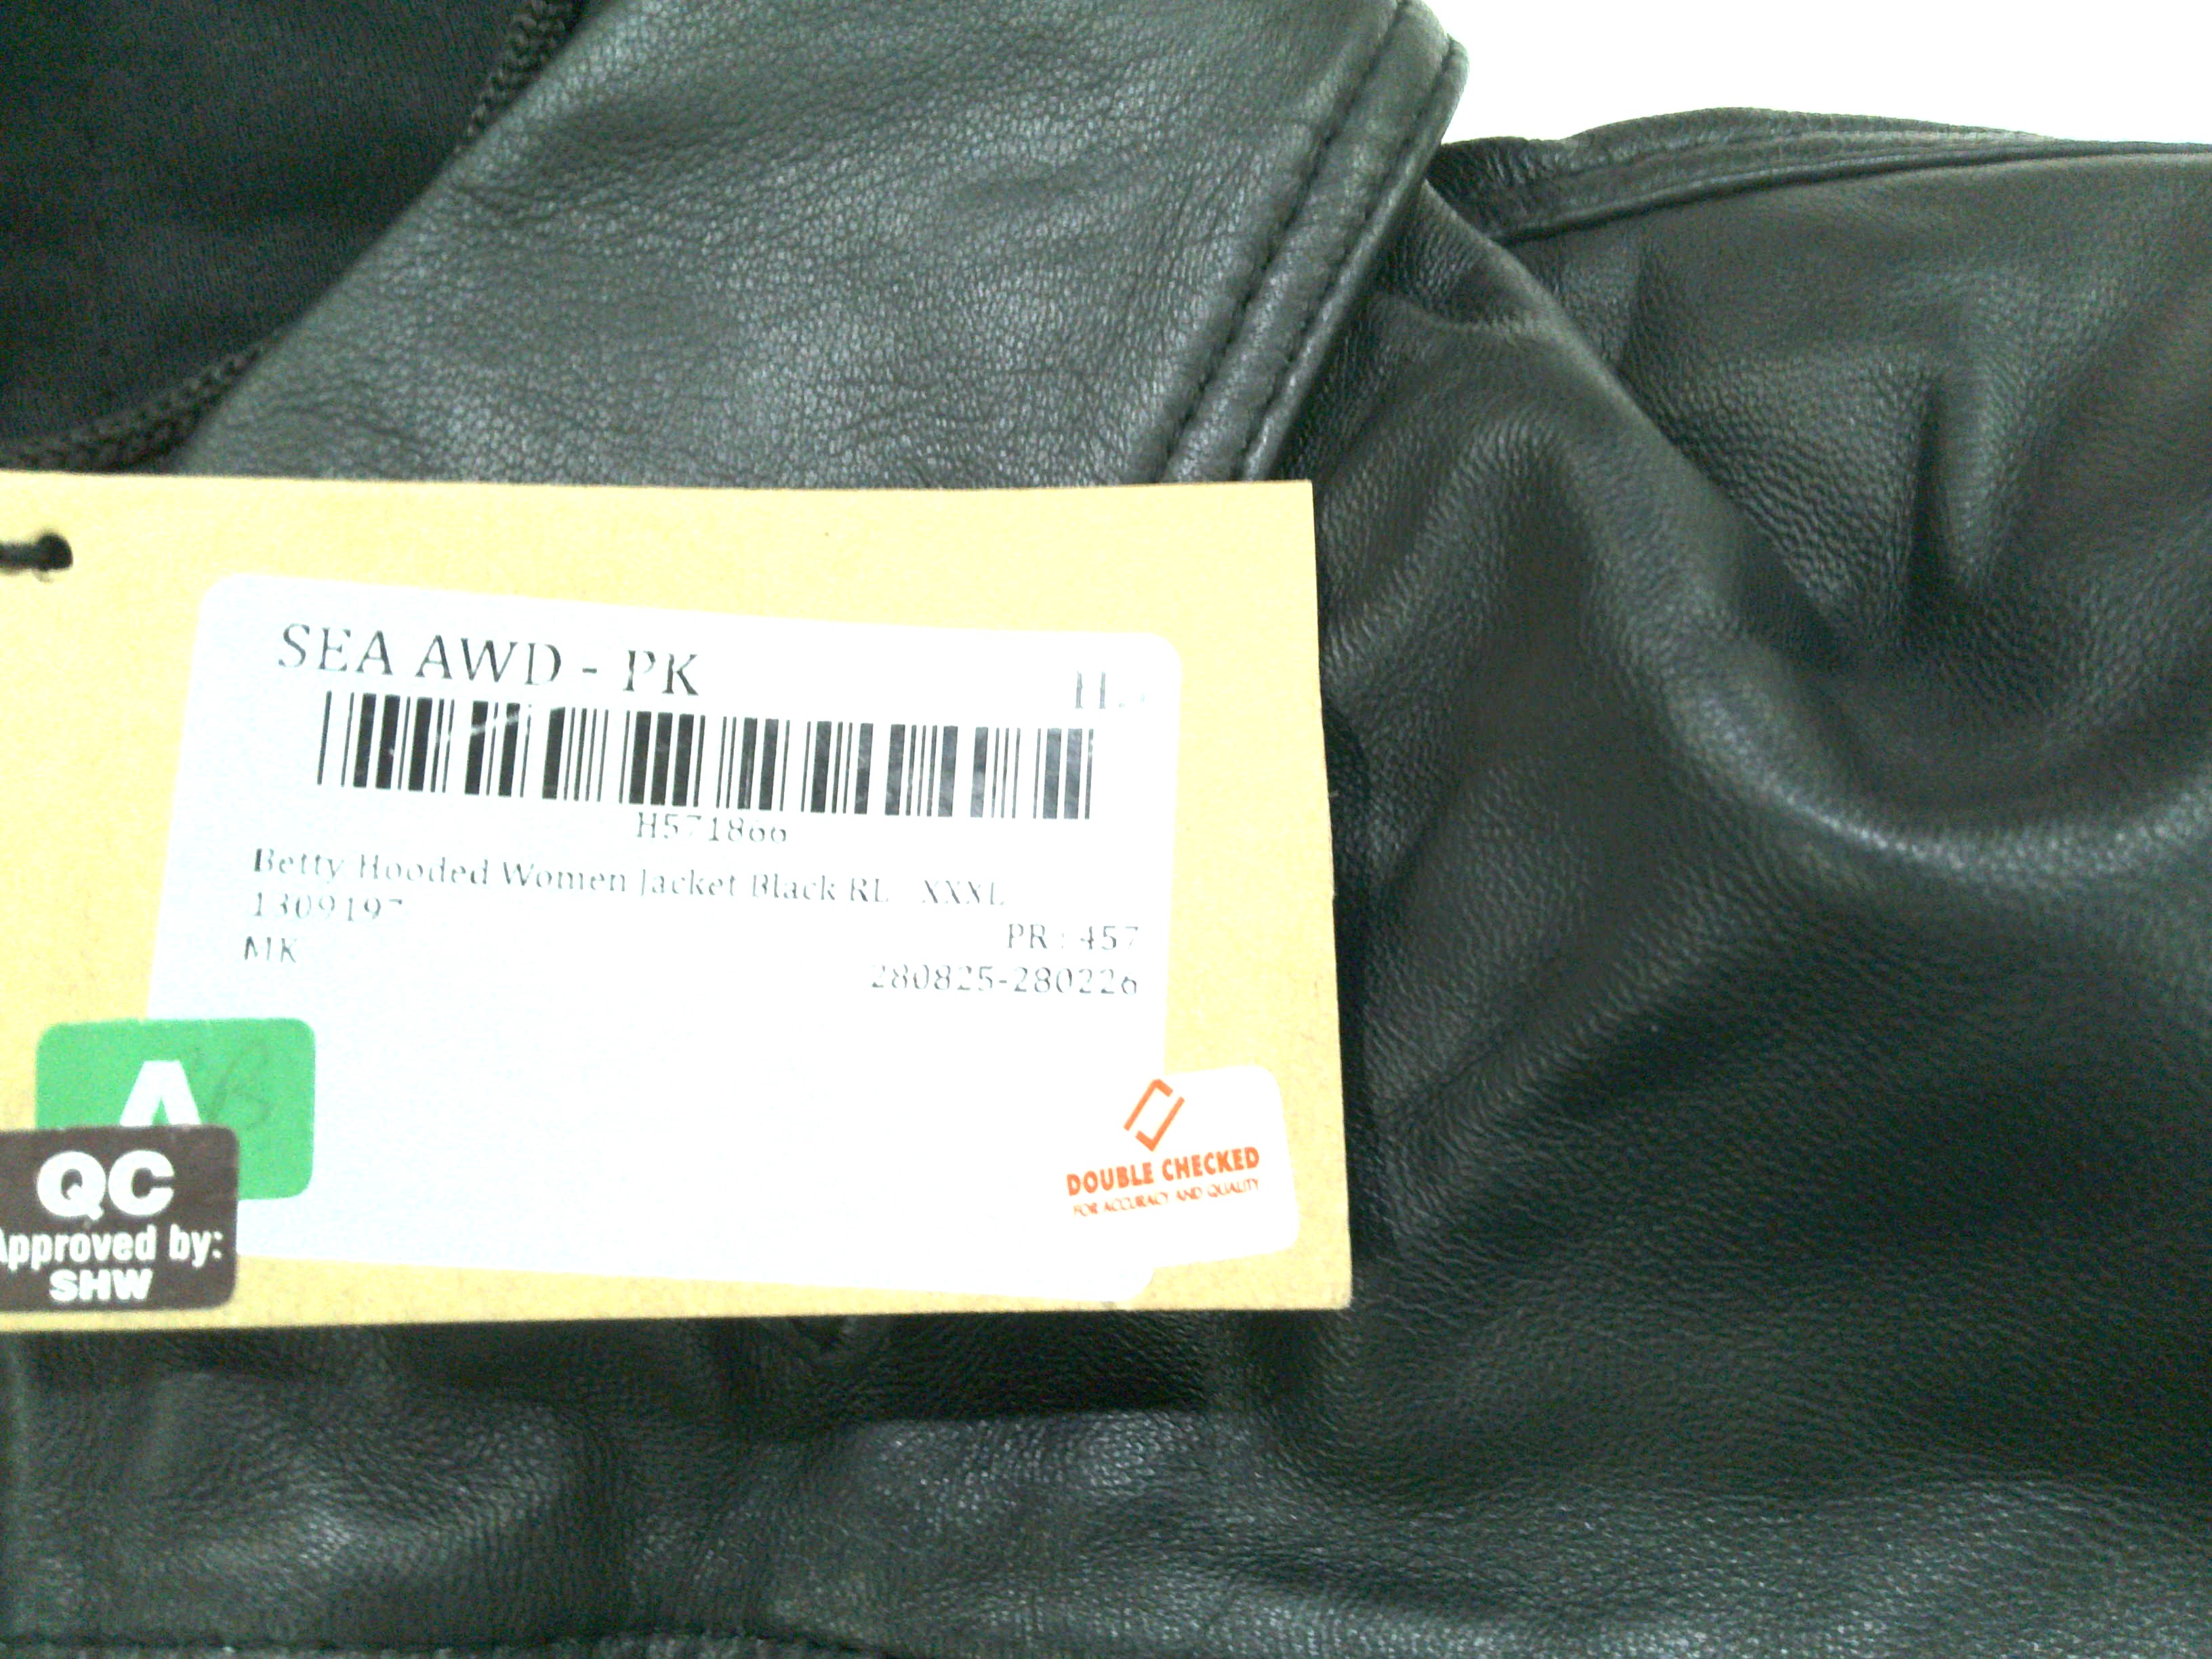 SEA AWD - PK
H571866
Betty Hooded Women Jacket Black RL XXXL
1309197
PR : 457
MK
280825-280226
A
B
QC
Approved by:
SHW
DOUBLE CHECKED
FOR ACCURACY AND QUALITY